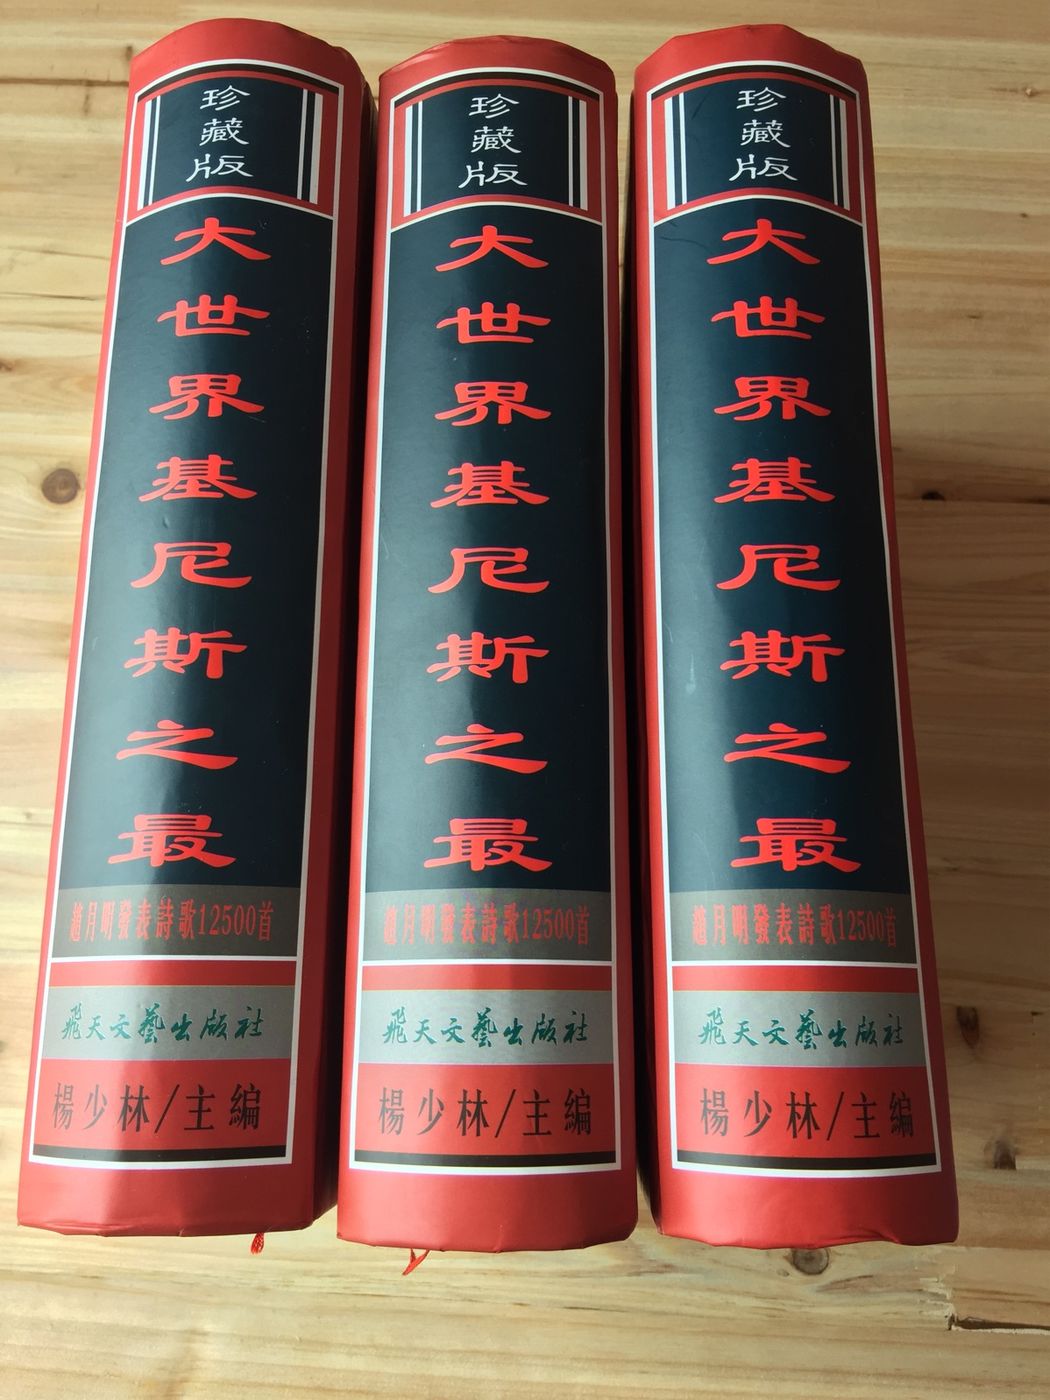 珍藏版
大世界基尼斯之最
趙月明發表詩歌12500首
飛天文藝出版社
楊少林/主編
珍藏版
大世界基尼斯之最
趙月明發表詩歌12500首
飛天文藝出版社
楊少林/主編
珍藏版
大世界基尼斯之最
趙月明發表詩歌12500首
飛天文藝出版社
楊少林/主編